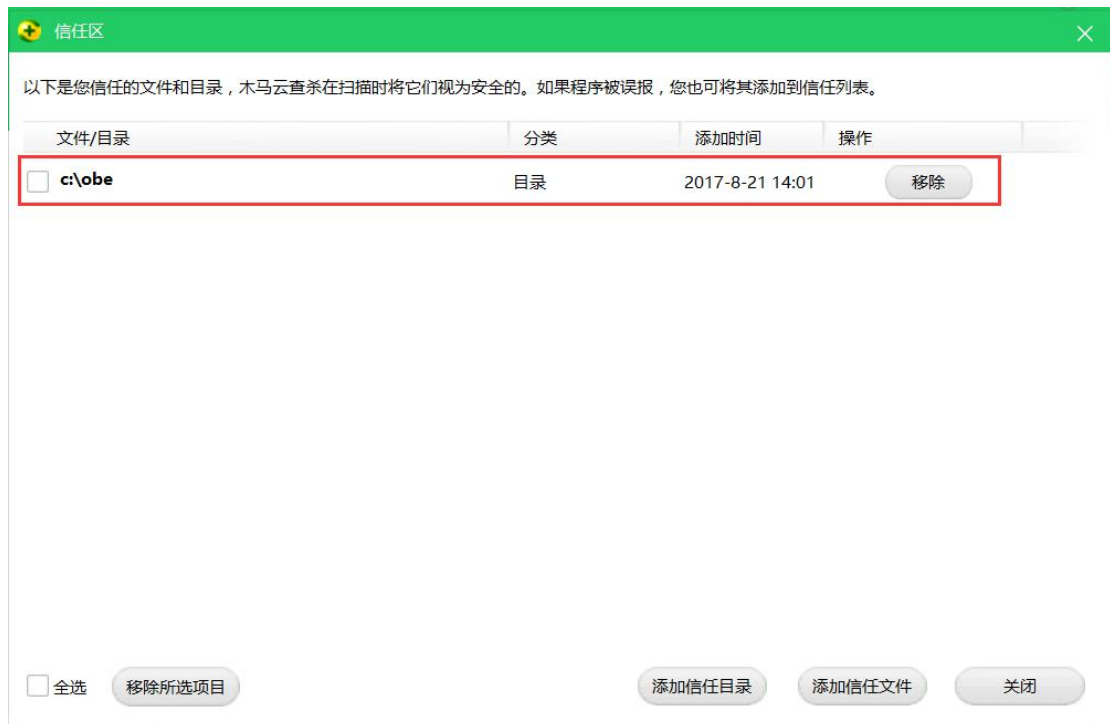 信任区
以下是您信任的文件和目录，木马云查杀在扫描时将它们视为安全的。如果程序被误报，您也可将其添加到信任列表。
文件/目录 分类 添加时间 操作
c:\obe 目录 2017-8-21 14:01 移除
全选 移除所选项目 添加信任目录 添加信任文件 关闭